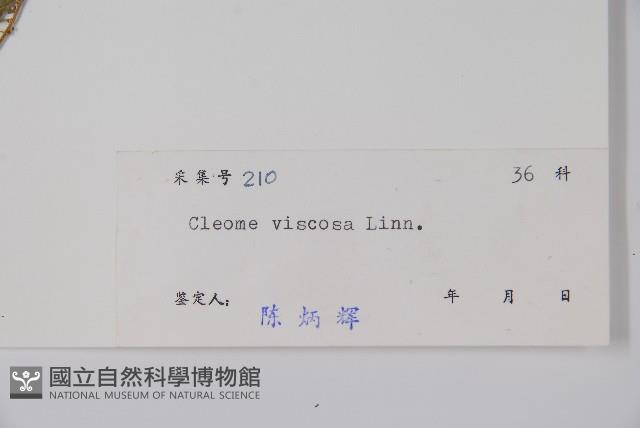 采集号 210 36 科
Cleome viscosa Linn.
鉴定人: 陈炳辉 年 月 日
國立自然科學博物館
NATIONAL MUSEUM OF NATURAL SCIENCE